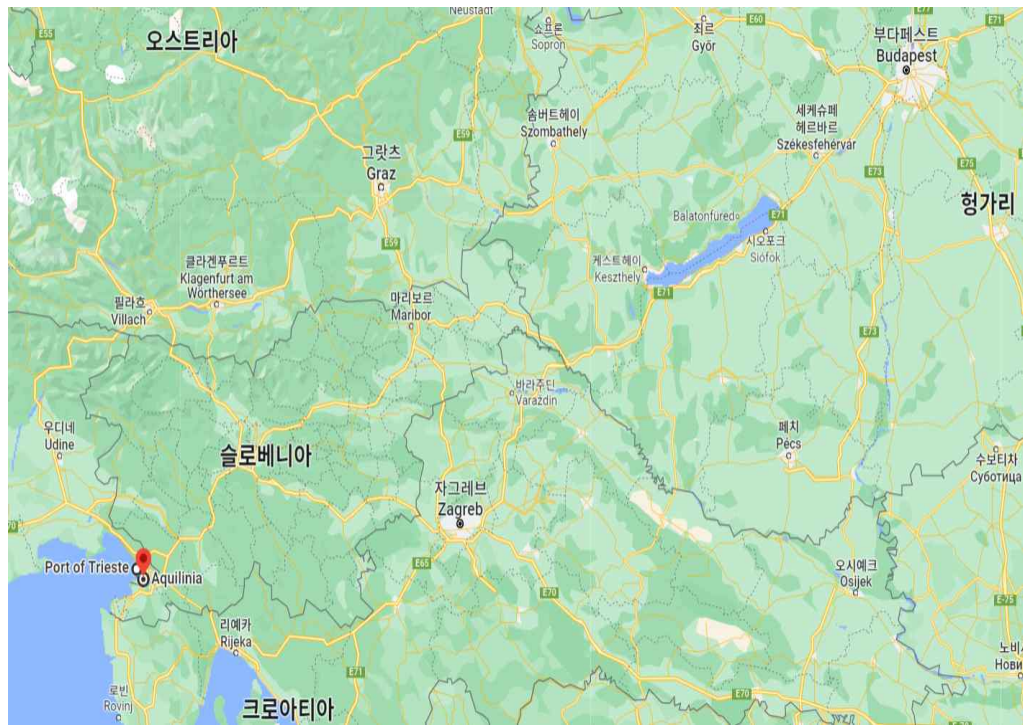 Neustadt
E55
오스트리아
쇼프론
Sopron
E60
죄르
Győr
E77
E71
부다페스트
Budapest
솜버트헤이
Szombathely
E59
세케슈페
헤르바르
Székesfehérvár
그랏츠
Graz
E75
E73
헝가리
Balatonfured
E71
시오포크
Siófok
E59
클라겐푸르트
Klagenfurt am
Wörthersee
케스트헤이
Keszthely
E71
필라흐
Villach
마리보르
Maribor
E73
바라주딘
Varaždin
우디네
Udine
슬로베니아
페치
Pécs
수보티차
Суботица
자그레브
Zagreb
70
Port of Trieste
Aquilinia
E65
E70
오시예크
Osijek
E-75
리예카
Rijeka
E71
로빈
Rovinj
크로아티아
E70